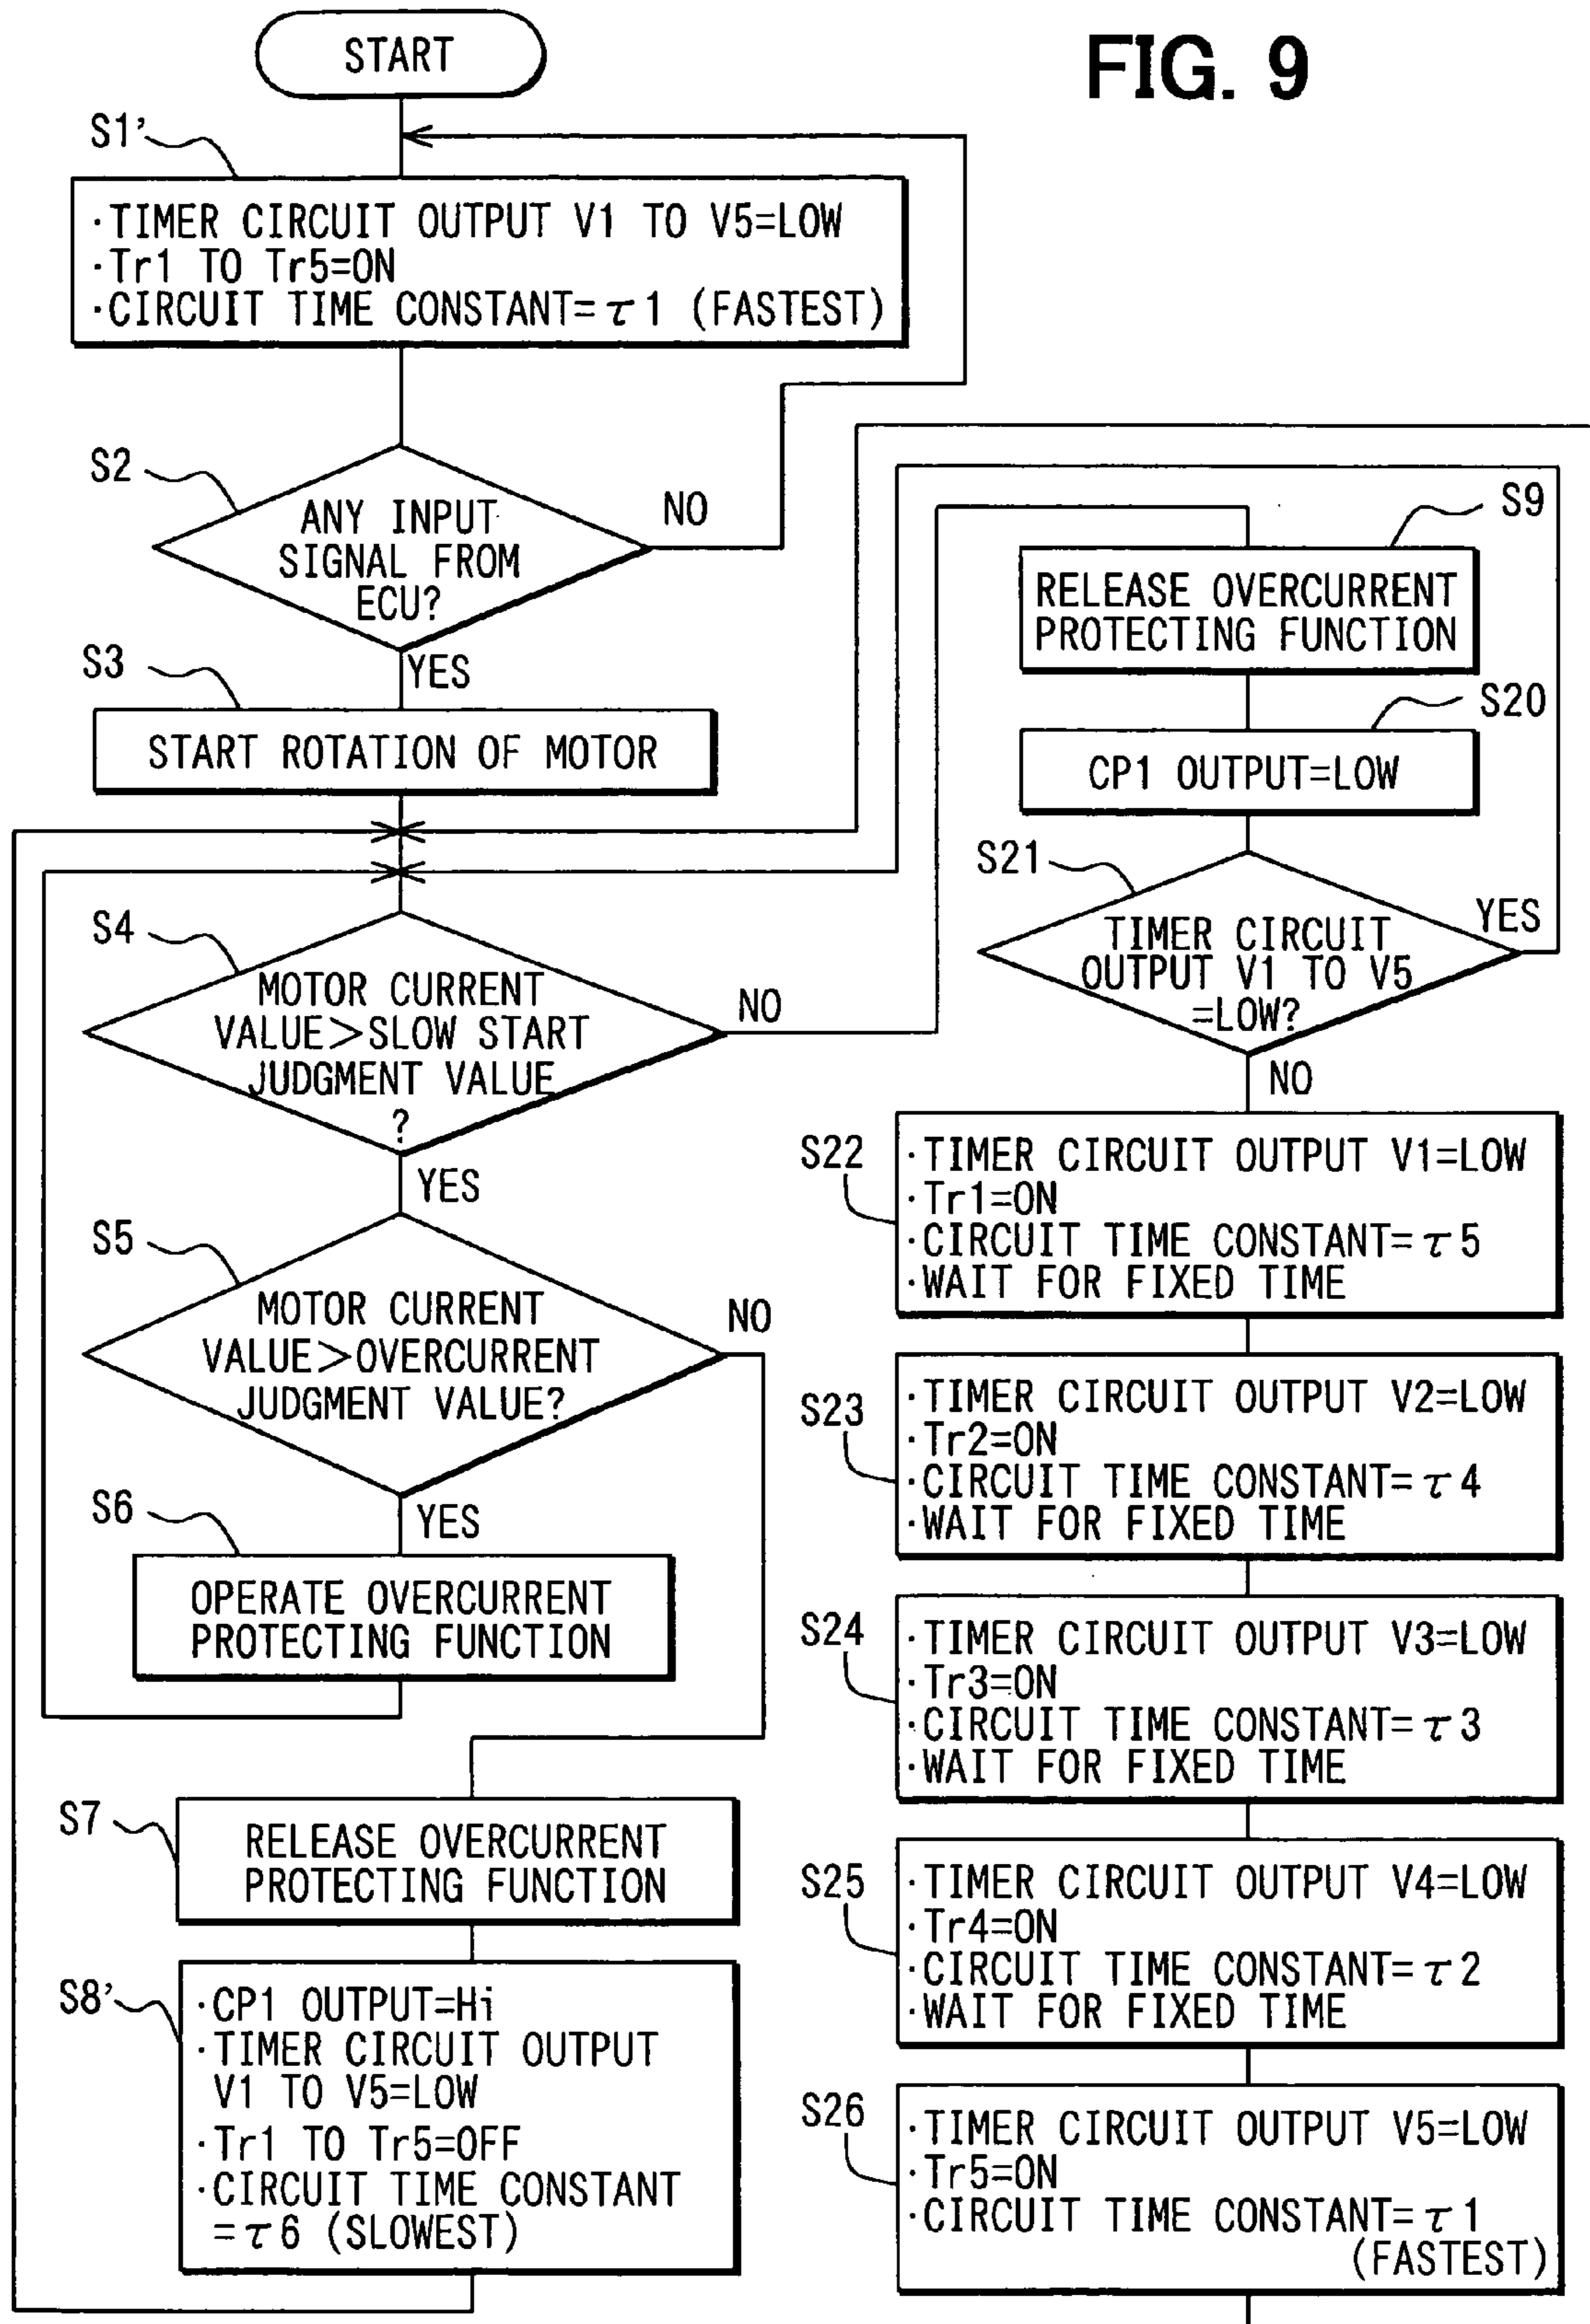 FIG. 9
START
S1'
·TIMER CIRCUIT OUTPUT V1 TO V5=LOW
·Tr1 TO Tr5=ON
·CIRCUIT TIME CONSTANT=τ1 (FASTEST)
S2
ANY INPUT
SIGNAL FROM
ECU?
NO
YES
S3
START ROTATION OF MOTOR
S4
MOTOR CURRENT
VALUE>SLOW START
JUDGMENT VALUE
?
NO
YES
S5
MOTOR CURRENT
VALUE>OVERCURRENT
JUDGMENT VALUE?
NO
YES
S6
OPERATE OVERCURRENT
PROTECTING FUNCTION
S7
RELEASE OVERCURRENT
PROTECTING FUNCTION
S8'
·CP1 OUTPUT=Hi
·TIMER CIRCUIT OUTPUT
V1 TO V5=LOW
·Tr1 TO Tr5=OFF
·CIRCUIT TIME CONSTANT
=τ6 (SLOWEST)
S9
RELEASE OVERCURRENT
PROTECTING FUNCTION
S20
CP1 OUTPUT=LOW
S21
TIMER CIRCUIT
OUTPUT V1 TO V5
=LOW?
YES
NO
S22
·TIMER CIRCUIT OUTPUT V1=LOW
·Tr1=ON
·CIRCUIT TIME CONSTANT=τ5
·WAIT FOR FIXED TIME
S23
·TIMER CIRCUIT OUTPUT V2=LOW
·Tr2=ON
·CIRCUIT TIME CONSTANT=τ4
·WAIT FOR FIXED TIME
S24
·TIMER CIRCUIT OUTPUT V3=LOW
·Tr3=ON
·CIRCUIT TIME CONSTANT=τ3
·WAIT FOR FIXED TIME
S25
·TIMER CIRCUIT OUTPUT V4=LOW
·Tr4=ON
·CIRCUIT TIME CONSTANT=τ2
·WAIT FOR FIXED TIME
S26
·TIMER CIRCUIT OUTPUT V5=LOW
·Tr5=ON
·CIRCUIT TIME CONSTANT=τ1
(FASTEST)